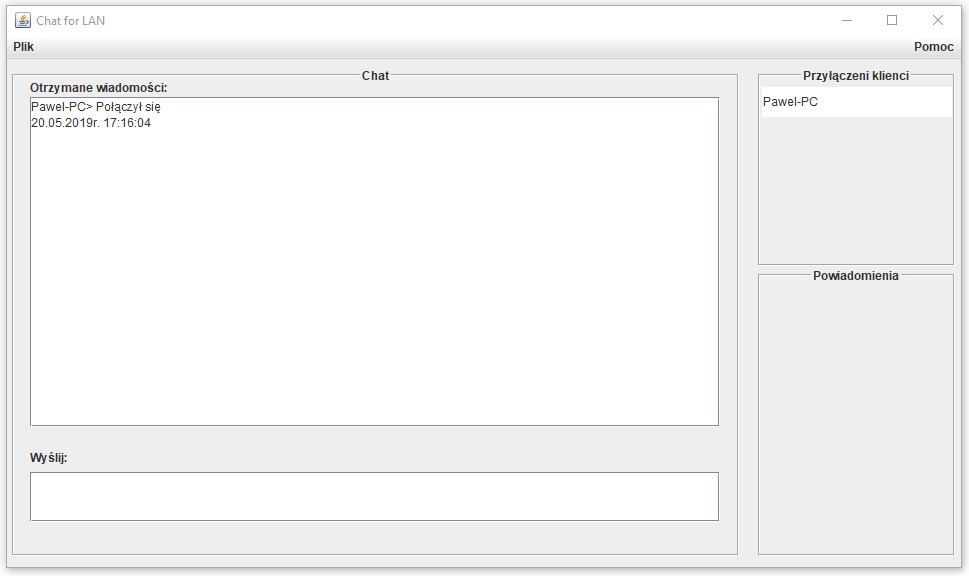 Chat for LAN
Plik
Pomoc
Chat
Otrzymane wiadomości:
Pawel-PC> Połączył się
20.05.2019r. 17:16:04
Wyślij:
Przyłączeni klienci
Pawel-PC
Powiadomienia